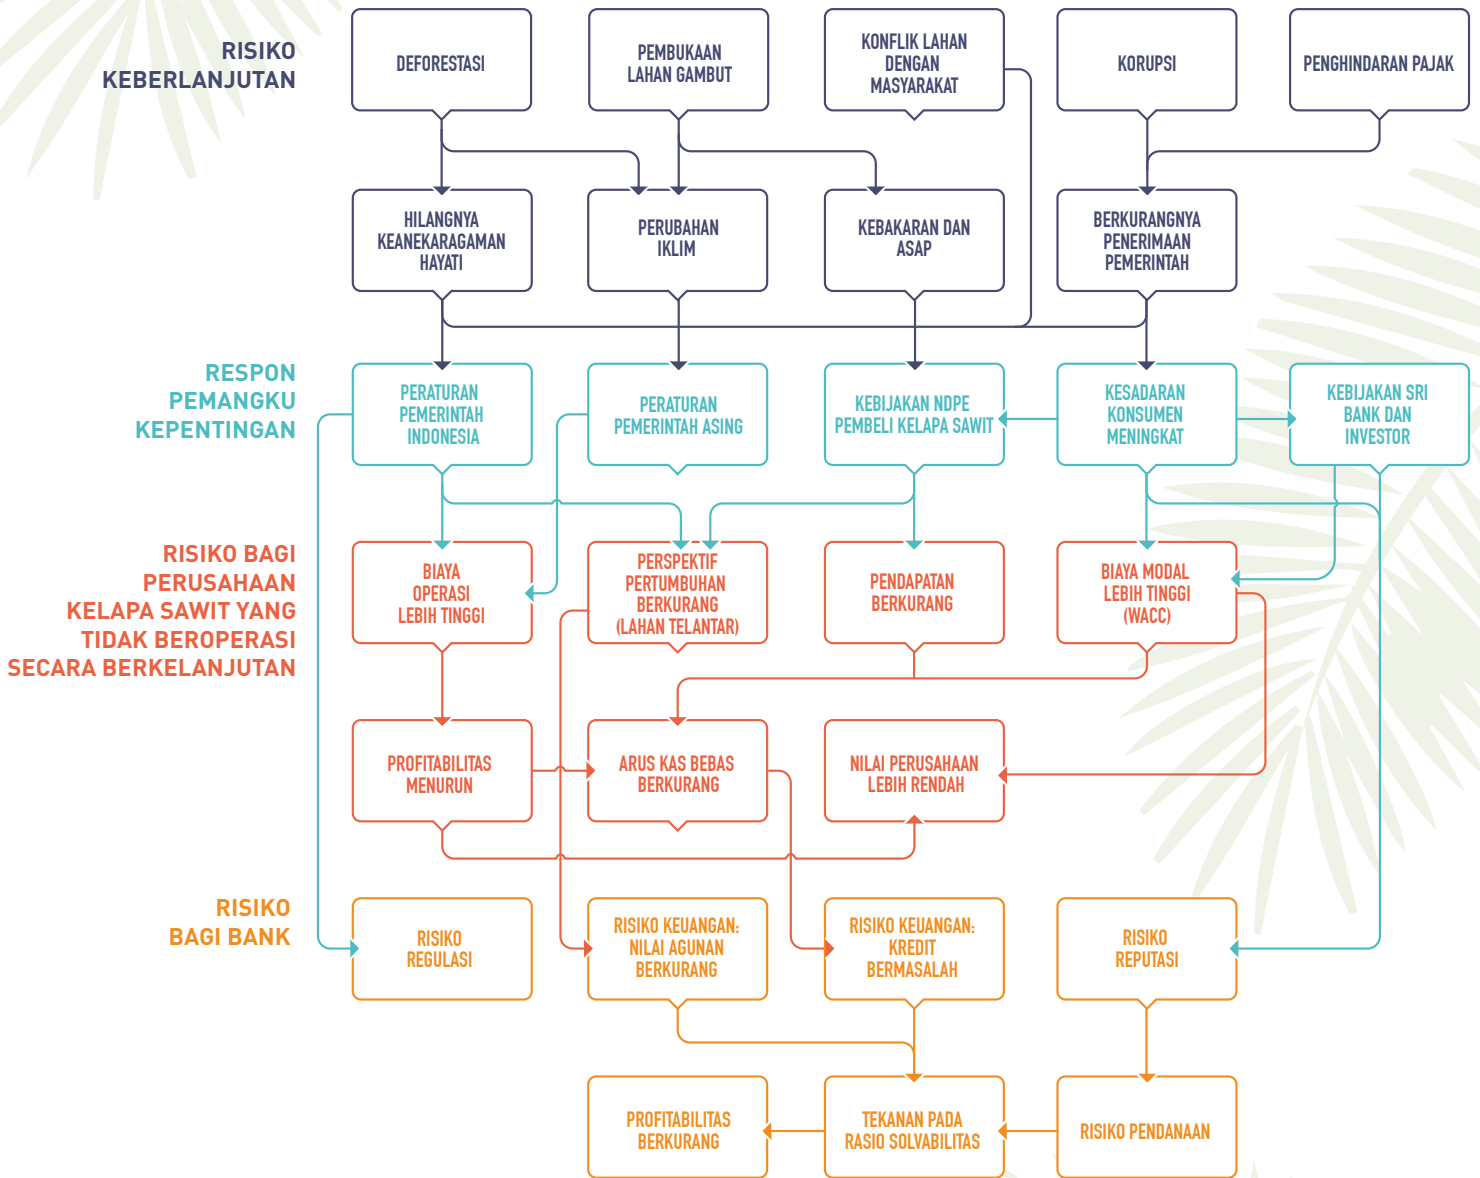 RISIKO
KEBERLANJUTAN
DEFORESTASI
PEMBUKAAN
LAHAN GAMBUT
KONFLIK LAHAN
DENGAN
MASYARAKAT
KORUPSI
PENGHINDARAN PAJAK
HILANGNYA
KEANEKARAGAMAN
HAYATI
PERUBAHAN
IKLIM
KEBAKARAN DAN
ASAP
BERKURANGNYA
PENERIMAAN
PEMERINTAH
RESPON
PEMANGKU
KEPENTINGAN
PERATURAN
PEMERINTAH
INDONESIA
PERATURAN
PEMERINTAH ASING
KEBIJAKAN NDPE
PEMBELI KELAPA SAWIT
KESADARAN
KONSUMEN
MENINGKAT
KEBIJAKAN SRI
BANK DAN
INVESTOR
RISIKO BAGI
PERUSAHAAN
KELAPA SAWIT YANG
TIDAK BEROPERASI
SECARA BERKELANJUTAN
BIAYA
OPERASI
LEBIH TINGGI
PERSPEKTIF
PERTUMBUHAN
BERKURANG
(LAHAN TELANTAR)
PENDAPATAN
BERKURANG
BIAYA MODAL
LEBIH TINGGI
(WACC)
PROFITABILITAS
MENURUN
ARUS KAS BEBAS
BERKURANG
NILAI PERUSAHAAN
LEBIH RENDAH
RISIKO
BAGI BANK
RISIKO
REGULASI
RISIKO KEUANGAN:
NILAI AGUNAN
BERKURANG
RISIKO KEUANGAN:
KREDIT
BERMASALAH
RISIKO
REPUTASI
PROFITABILITAS
BERKURANG
TEKANAN PADA
RASIO SOLVABILITAS
RISIKO PENDANAAN